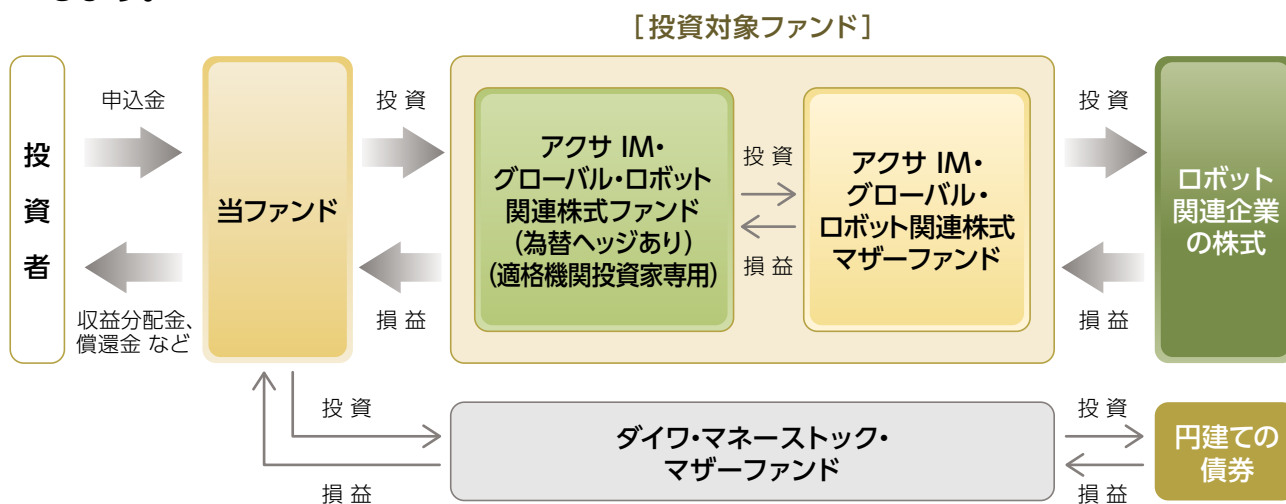 します。
[投資対象ファンド]
投資者
申込金
収益分配金、
償還金 など
当ファンド
投 資
損 益
アクサ IM・
グローバル・ロボット
関連株式ファンド
(為替ヘッジあり)
(適格機関投資家専用)
投 資
損 益
アクサ IM・
グローバル・
ロボット関連株式
マザーファンド
投 資
損 益
ロボット
関連企業
の株式
投 資
損 益
ダイワ・マネーストック・
マザーファンド
投 資
損 益
円建ての
債券